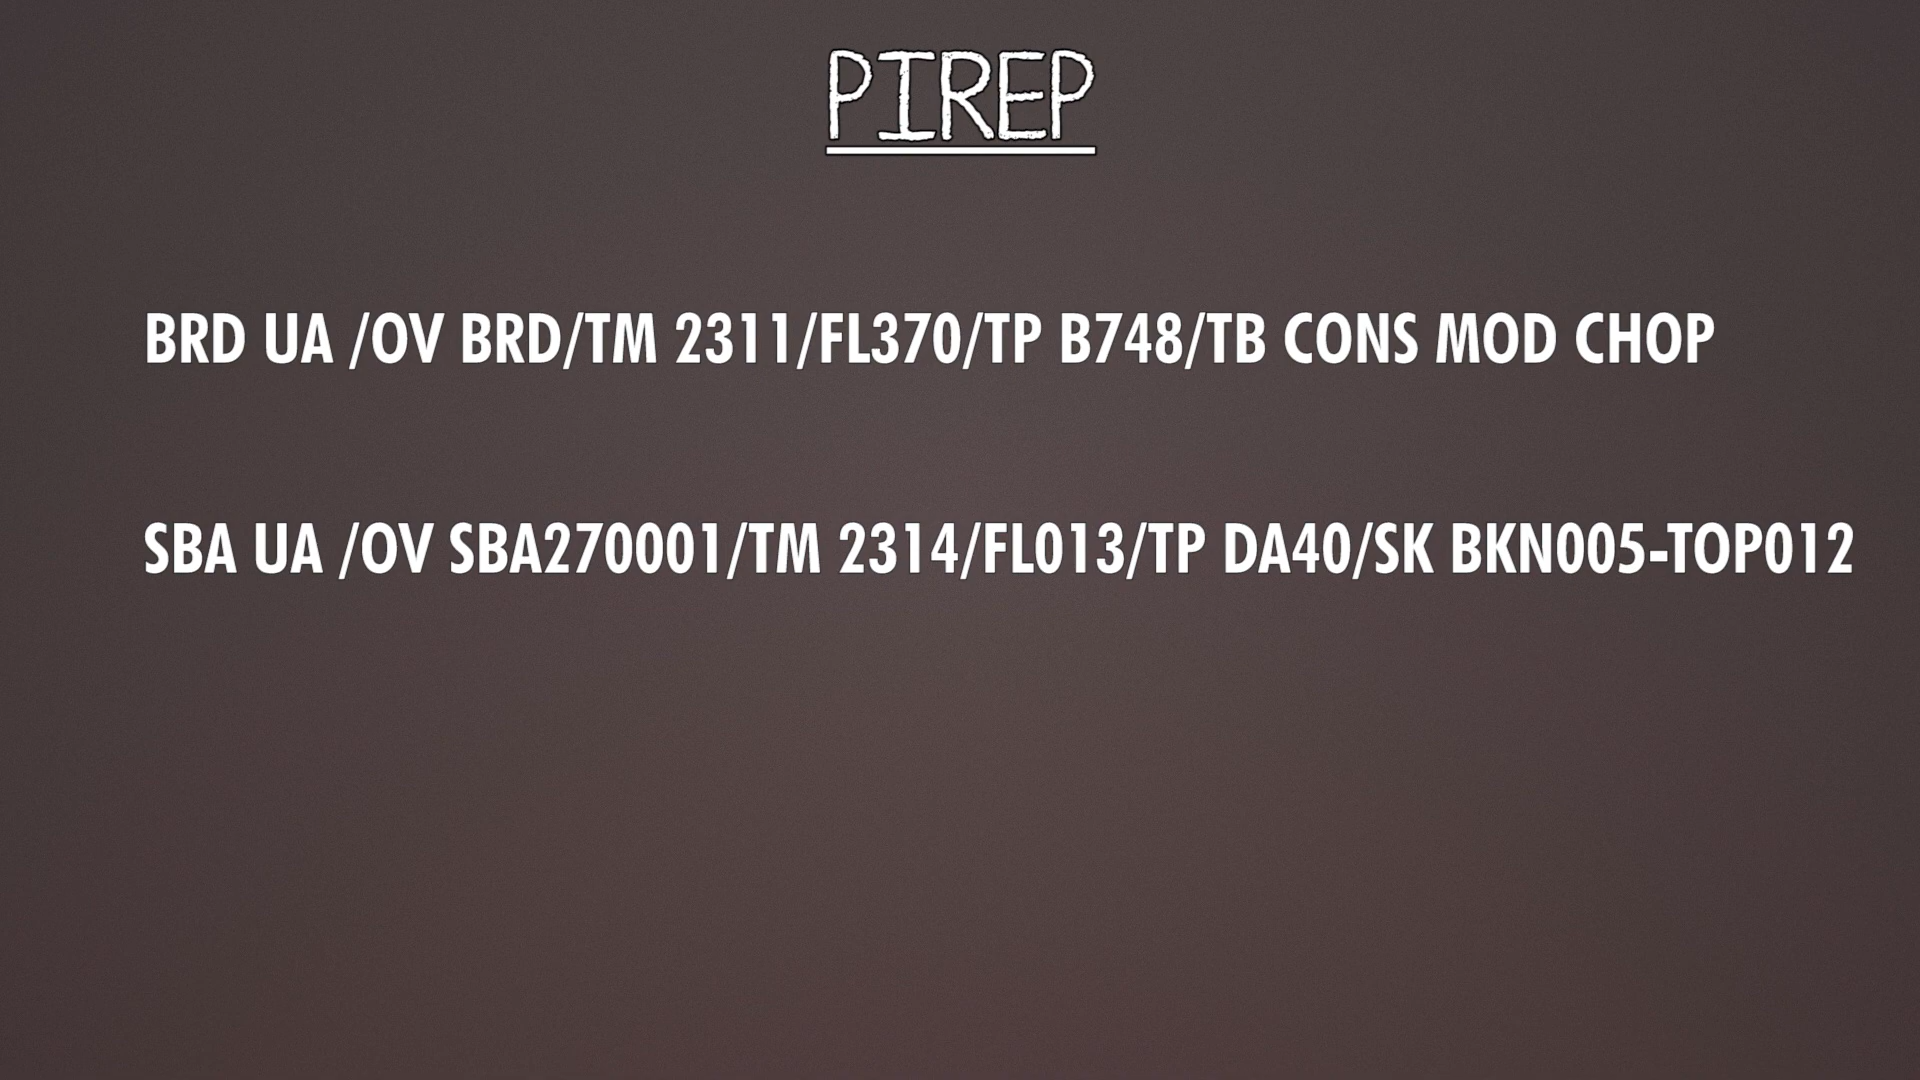 PIREP
BRD UA /OV BRD/TM 2311/FL370/TP B748/TB CONS MOD CHOP
SBA UA /OV SBA270001/TM 2314/FL013/TP DA40/SK BKN005-TOP012